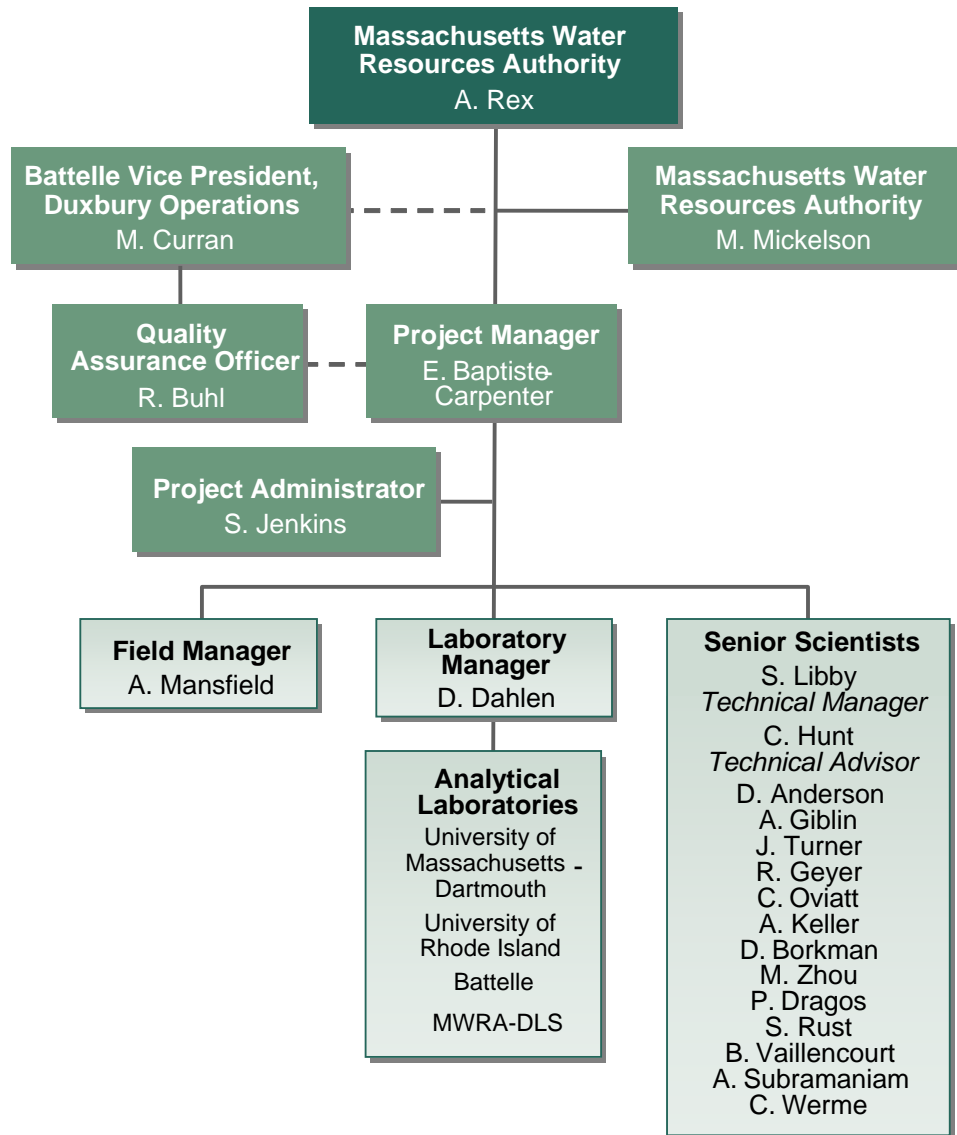 Massachusetts Water
Resources Authority
A. Rex
Battelle Vice President,
Duxbury Operations
M. Curran
Massachusetts Water
Resources Authority
M. Mickelson
Quality
Assurance Officer
R. Buhl
Project Manager
E. Baptiste-
Carpenter
Project Administrator
S. Jenkins
Field Manager
A. Mansfield
Laboratory
Manager
D. Dahlen
Analytical
Laboratories
University of
Massachusetts -
Dartmouth
University of
Rhode Island
Battelle
MWRA-DLS
Senior Scientists
S. Libby
Technical Manager
C. Hunt
Technical Advisor
D. Anderson
A. Giblin
J. Turner
R. Geyer
C. Oviatt
A. Keller
D. Borkman
M. Zhou
P. Dragos
S. Rust
B. Vaillencourt
A. Subramaniam
C. Werme